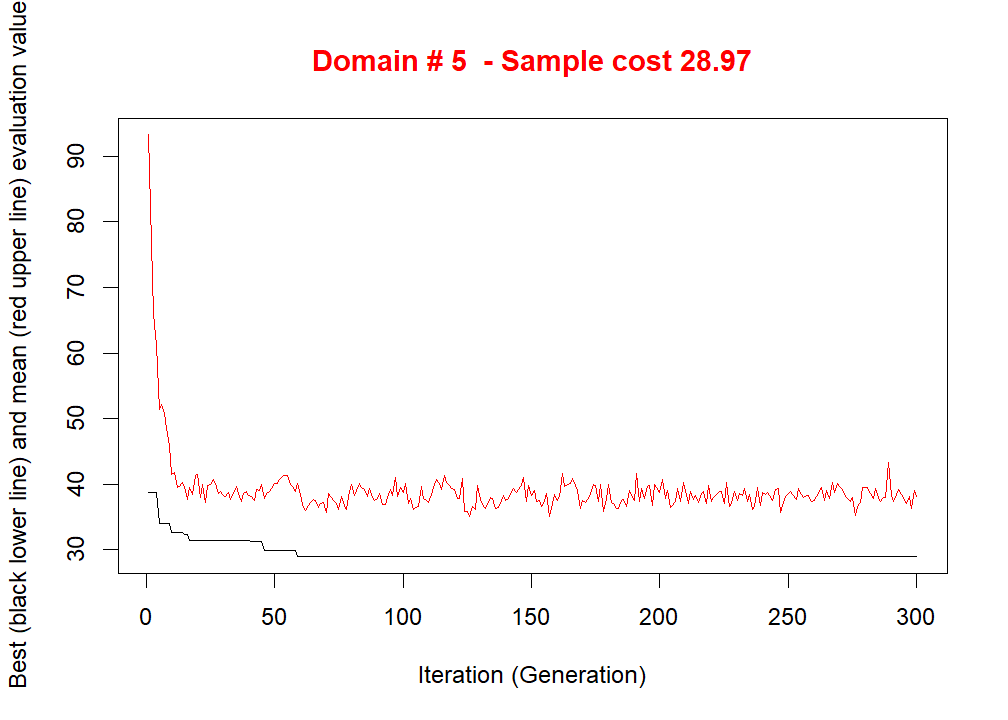 Domain # 5  - Sample cost 28.97
Best (black lower line) and mean (red upper line) evaluation value
90
80
70
60
50
40
30
0 50 100 150 200 250 300
Iteration (Generation)